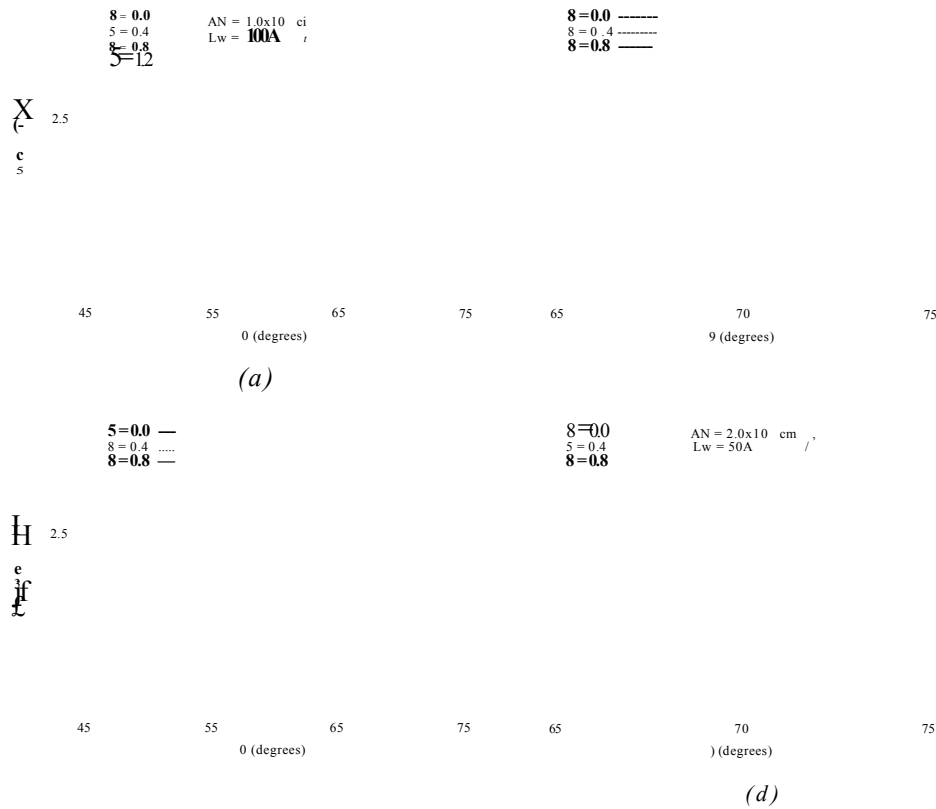 8 = 0.0
5 = 0.4
8 = 0.8
5=1.2
AN = 1.0x10 ci
Lw = 100A
8 = 0.0 -------
8 = 0.4 ---------
8 = 0.8 ------
X
(-
c
5
2.5
45 55 65 75
0 (degrees)
65 70 75
9 (degrees)
(a)
5 = 0.0 —
8 = 0.4 .....
8 = 0.8 —
8=0.0
5 = 0.4
8 = 0.8
AN = 2.0x10 cm ,
Lw = 50A /
H
2.5
e
if
£
45 55 65 75
0 (degrees)
65 70 75
) (degrees)
(d)